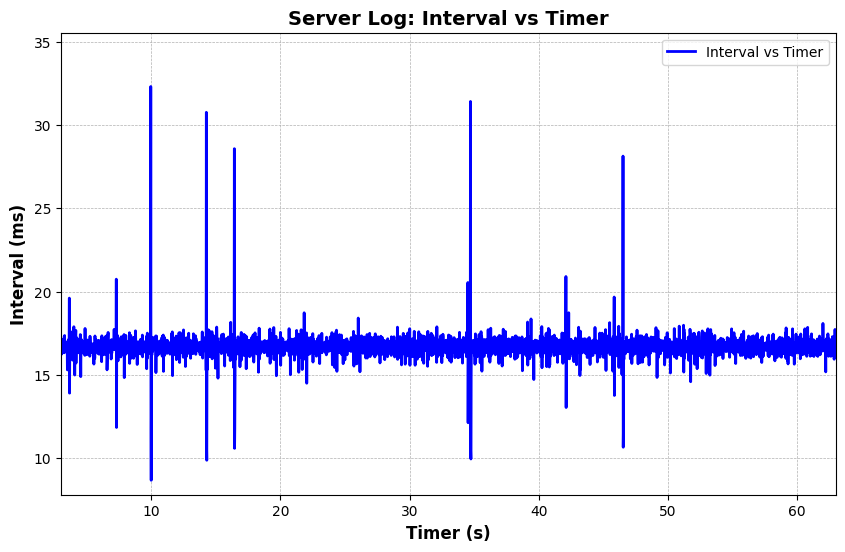 Server Log: Interval vs Timer
Interval vs Timer
35
30
25
20
15
10
Interval (ms)
10 20 30 40 50 60
Timer (s)